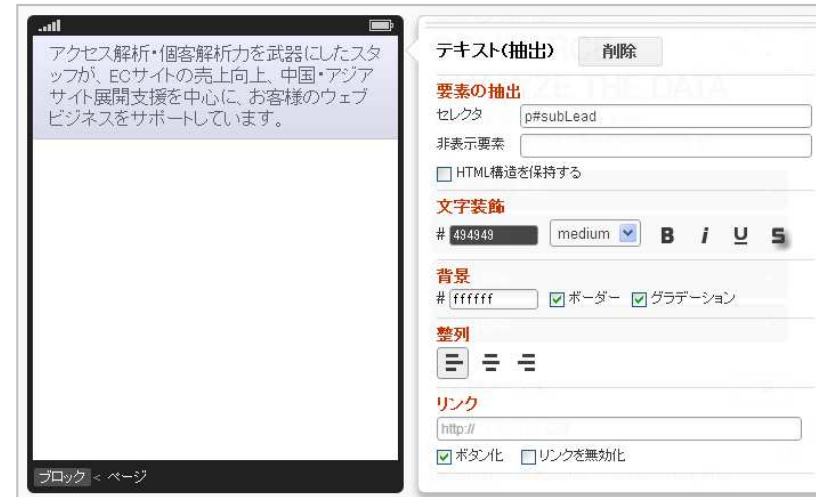 アクセス解析・個客解析力を武器にしたスタ
ッフが、ECサイトの売上向上、中国・アジア
サイト展開支援を中心に、お客様のウェブ
ビジネスをサポートしています。
ブロック < ページ
テキスト(抽出) 削除
要素の抽出
セレクタ p#subLead
非表示要素
HTML構造を保持する
文字装飾
# 494949 medium B i U S
背景
# ffffff ボーダー グラデーション
整列
リンク
http://
ボタン化 リンクを無効化